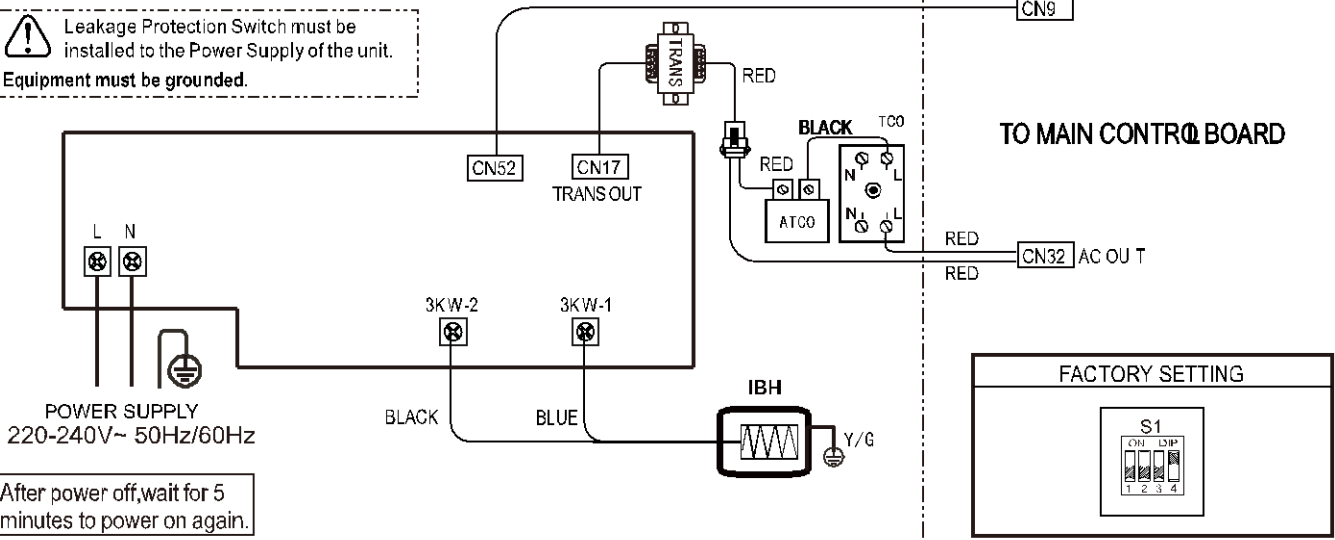 CN9
Leakage Protection Switch must be
installed to the Power Supply of the unit.
Equipment must be grounded.
TRANS
RED
TO MAIN CONTROL BOARD
BLACK
TCO
CN52
CN17
TRANS OUT
RED
N
L
ATCO
N
L
L
N
RED
CN32
AC OUT
RED
3KW-2
3KW-1
POWER SUPPLY
220-240V~ 50Hz/60Hz
BLACK
BLUE
IBH
Y/G
FACTORY SETTING
S1
ON DIP
1 2 3 4
After power off,wait for 5
minutes to power on again.